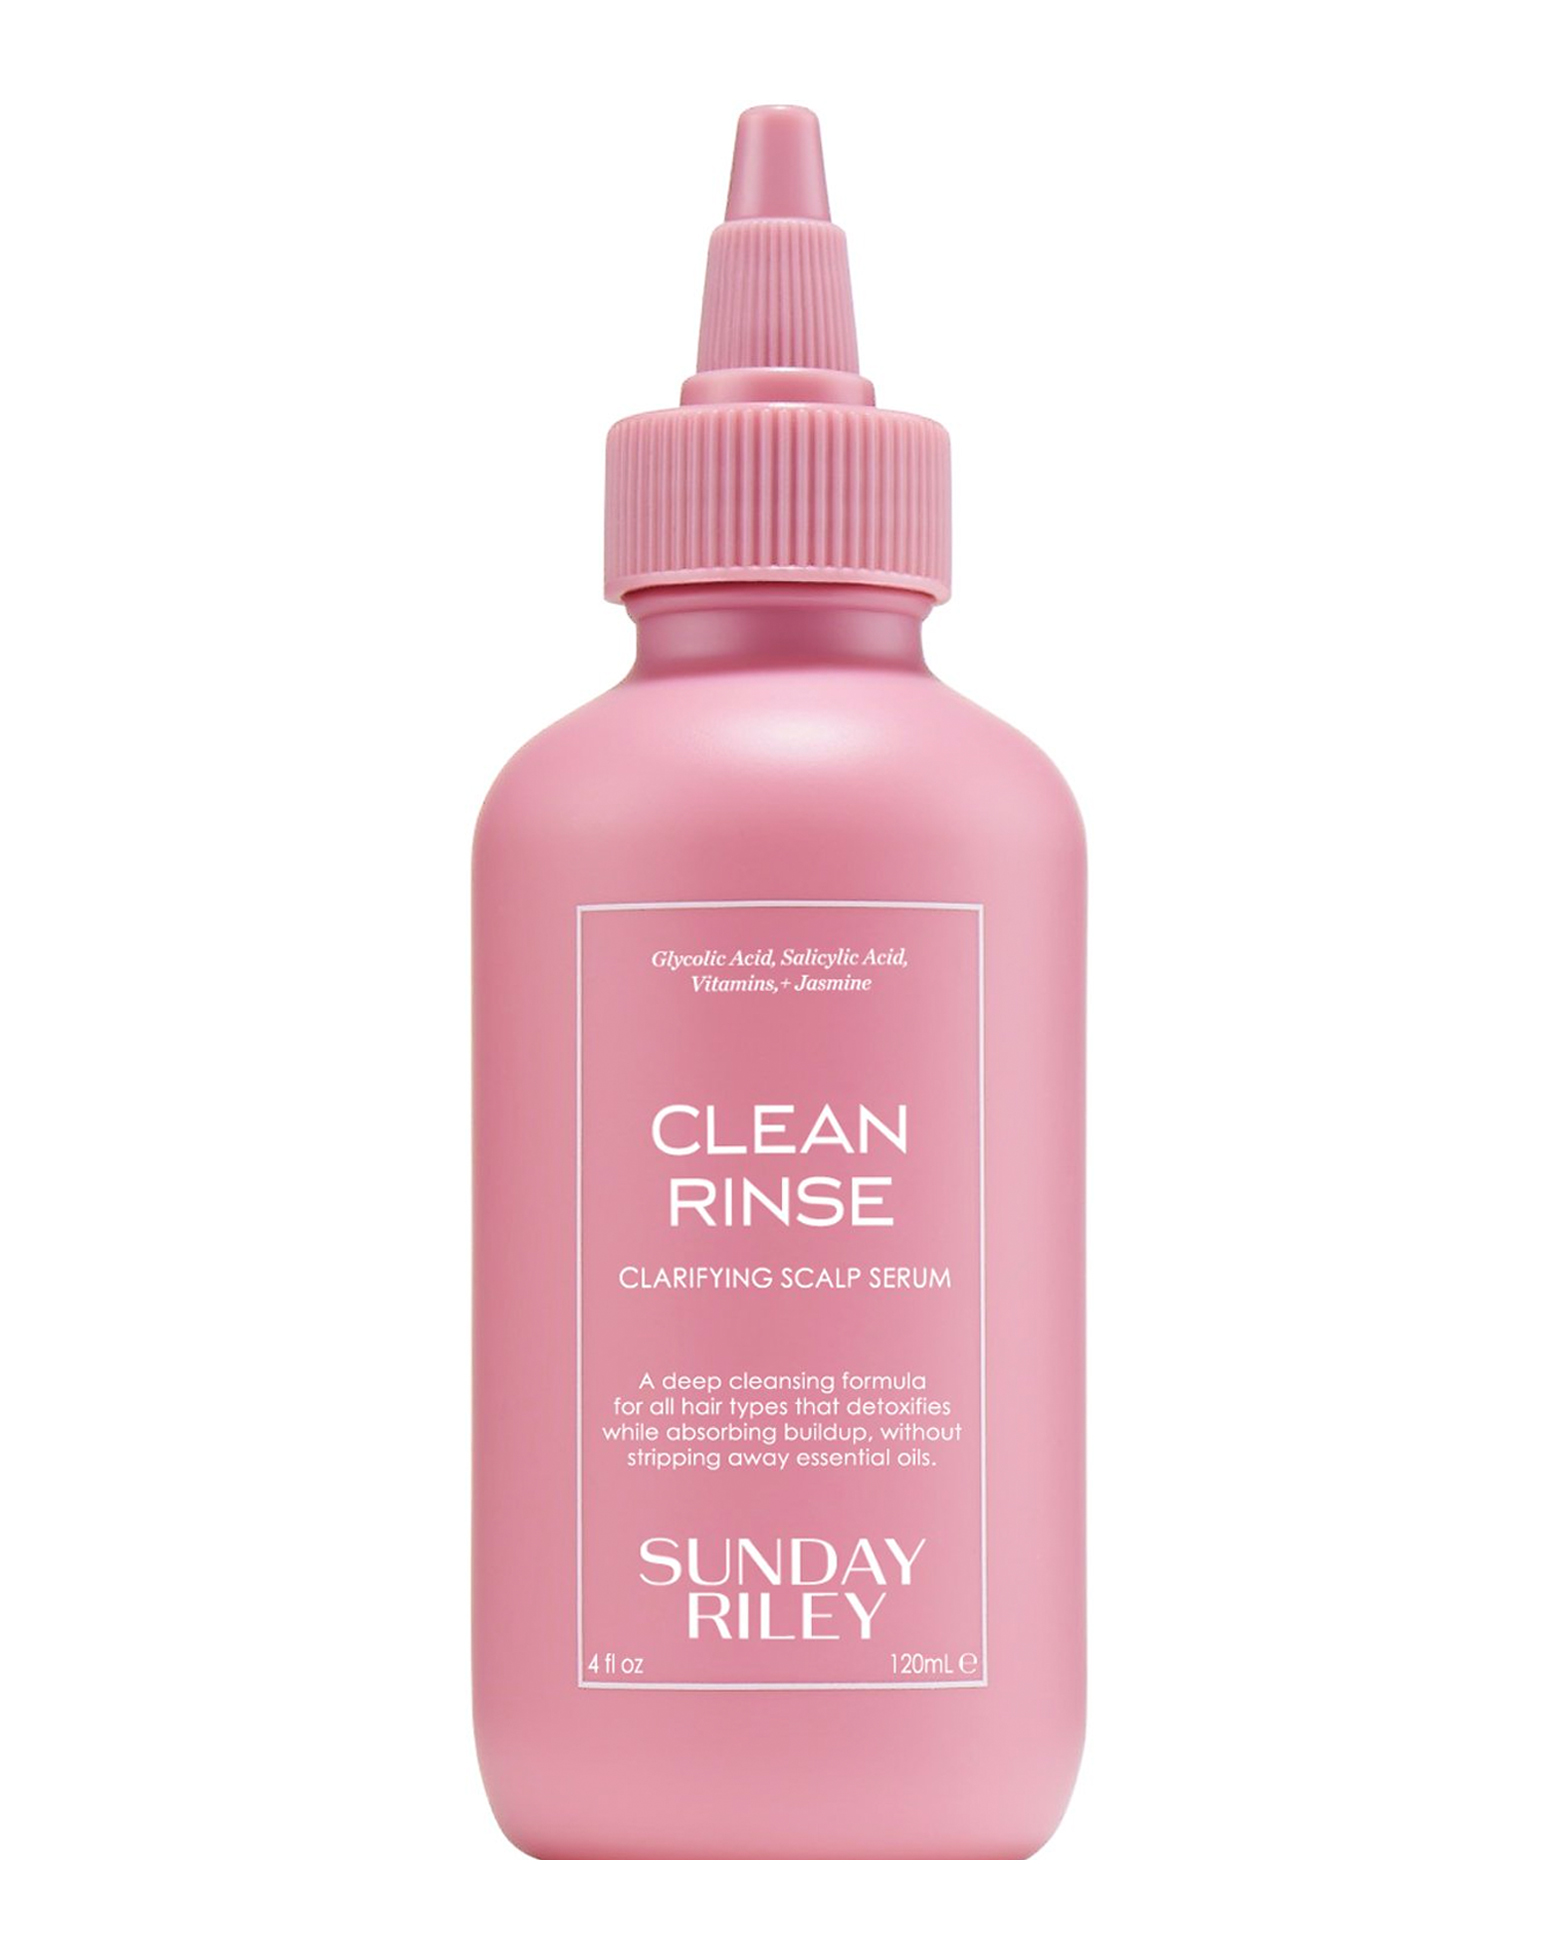 Glycolic Acid, Salicylic Acid,
Vitamins,+ Jasmine
CLEAN
RINSE
CLARIFYING SCALP SERUM
A deep cleansing formula
for all hair types that detoxifies
while absorbing buildup, without
stripping away essential oils.
SUNDAY
RILEY
4 fl oz 120mL ℮